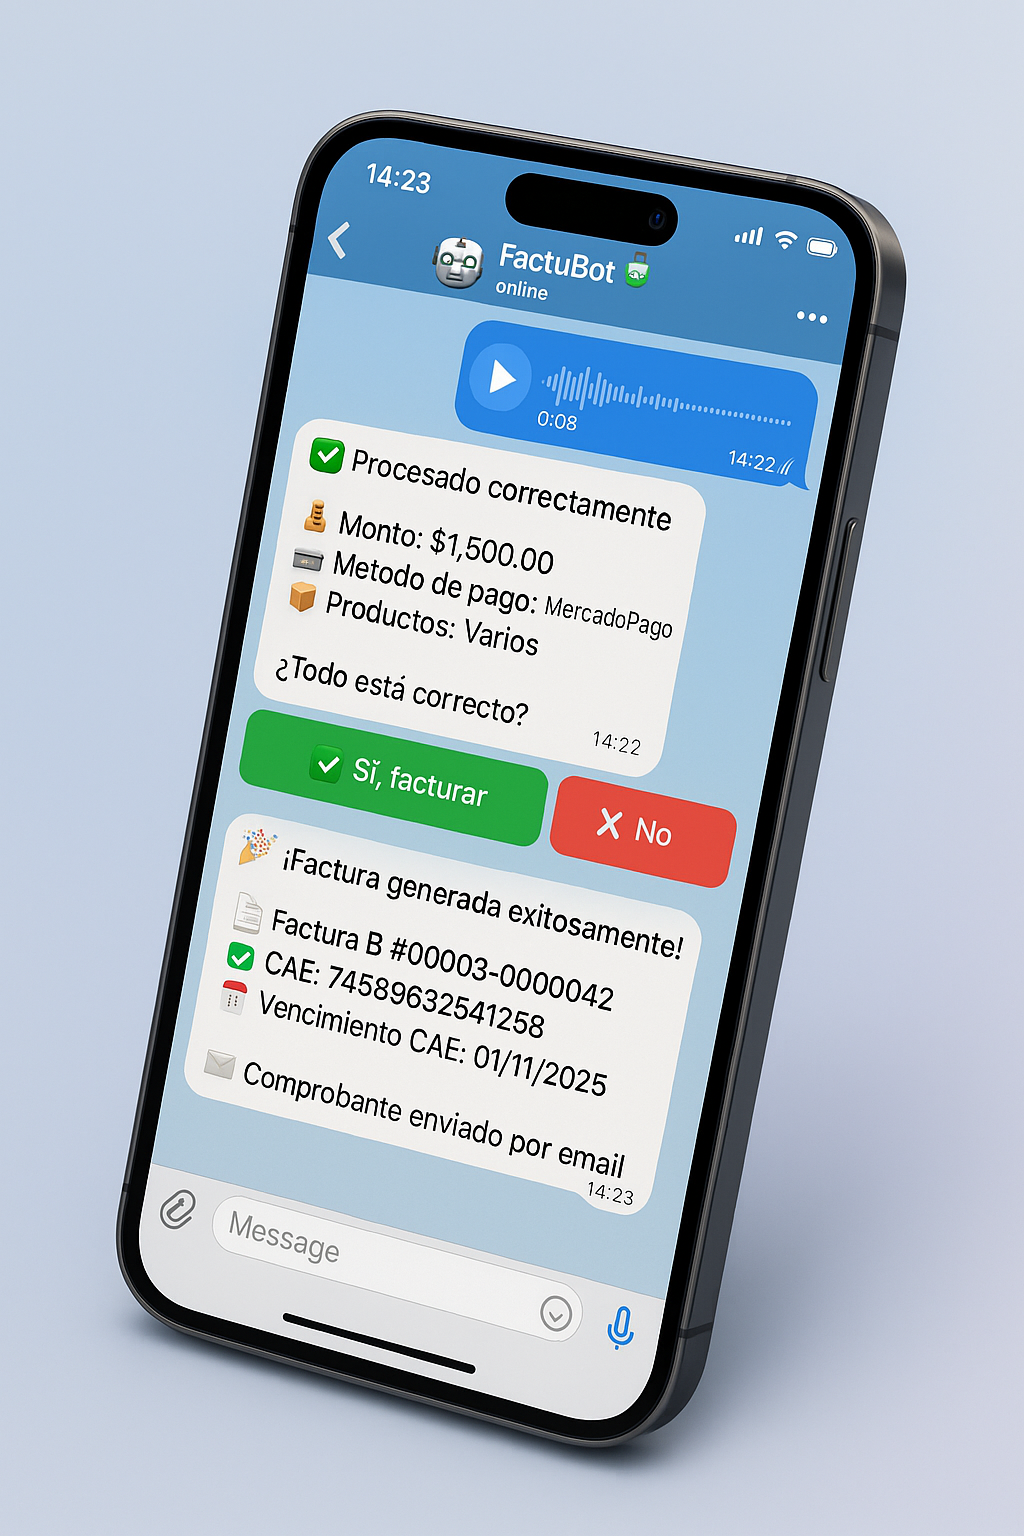 14:23
FactuBot
online
0:08
14:22
✅ Procesado correctamente
Monto: $1,500.00
Metodo de pago: MercadoPago
📦 Productos: Varios
¿Todo está correcto?
14:22
✅ Sĭ, facturar
X No
🎉 ¡Factura generada exitosamente!
Factura B #00003-0000042
✅ CAE: 74589632541258
Vencimiento CAE: 01/11/2025
Comprobante enviado por email
14:23
Message